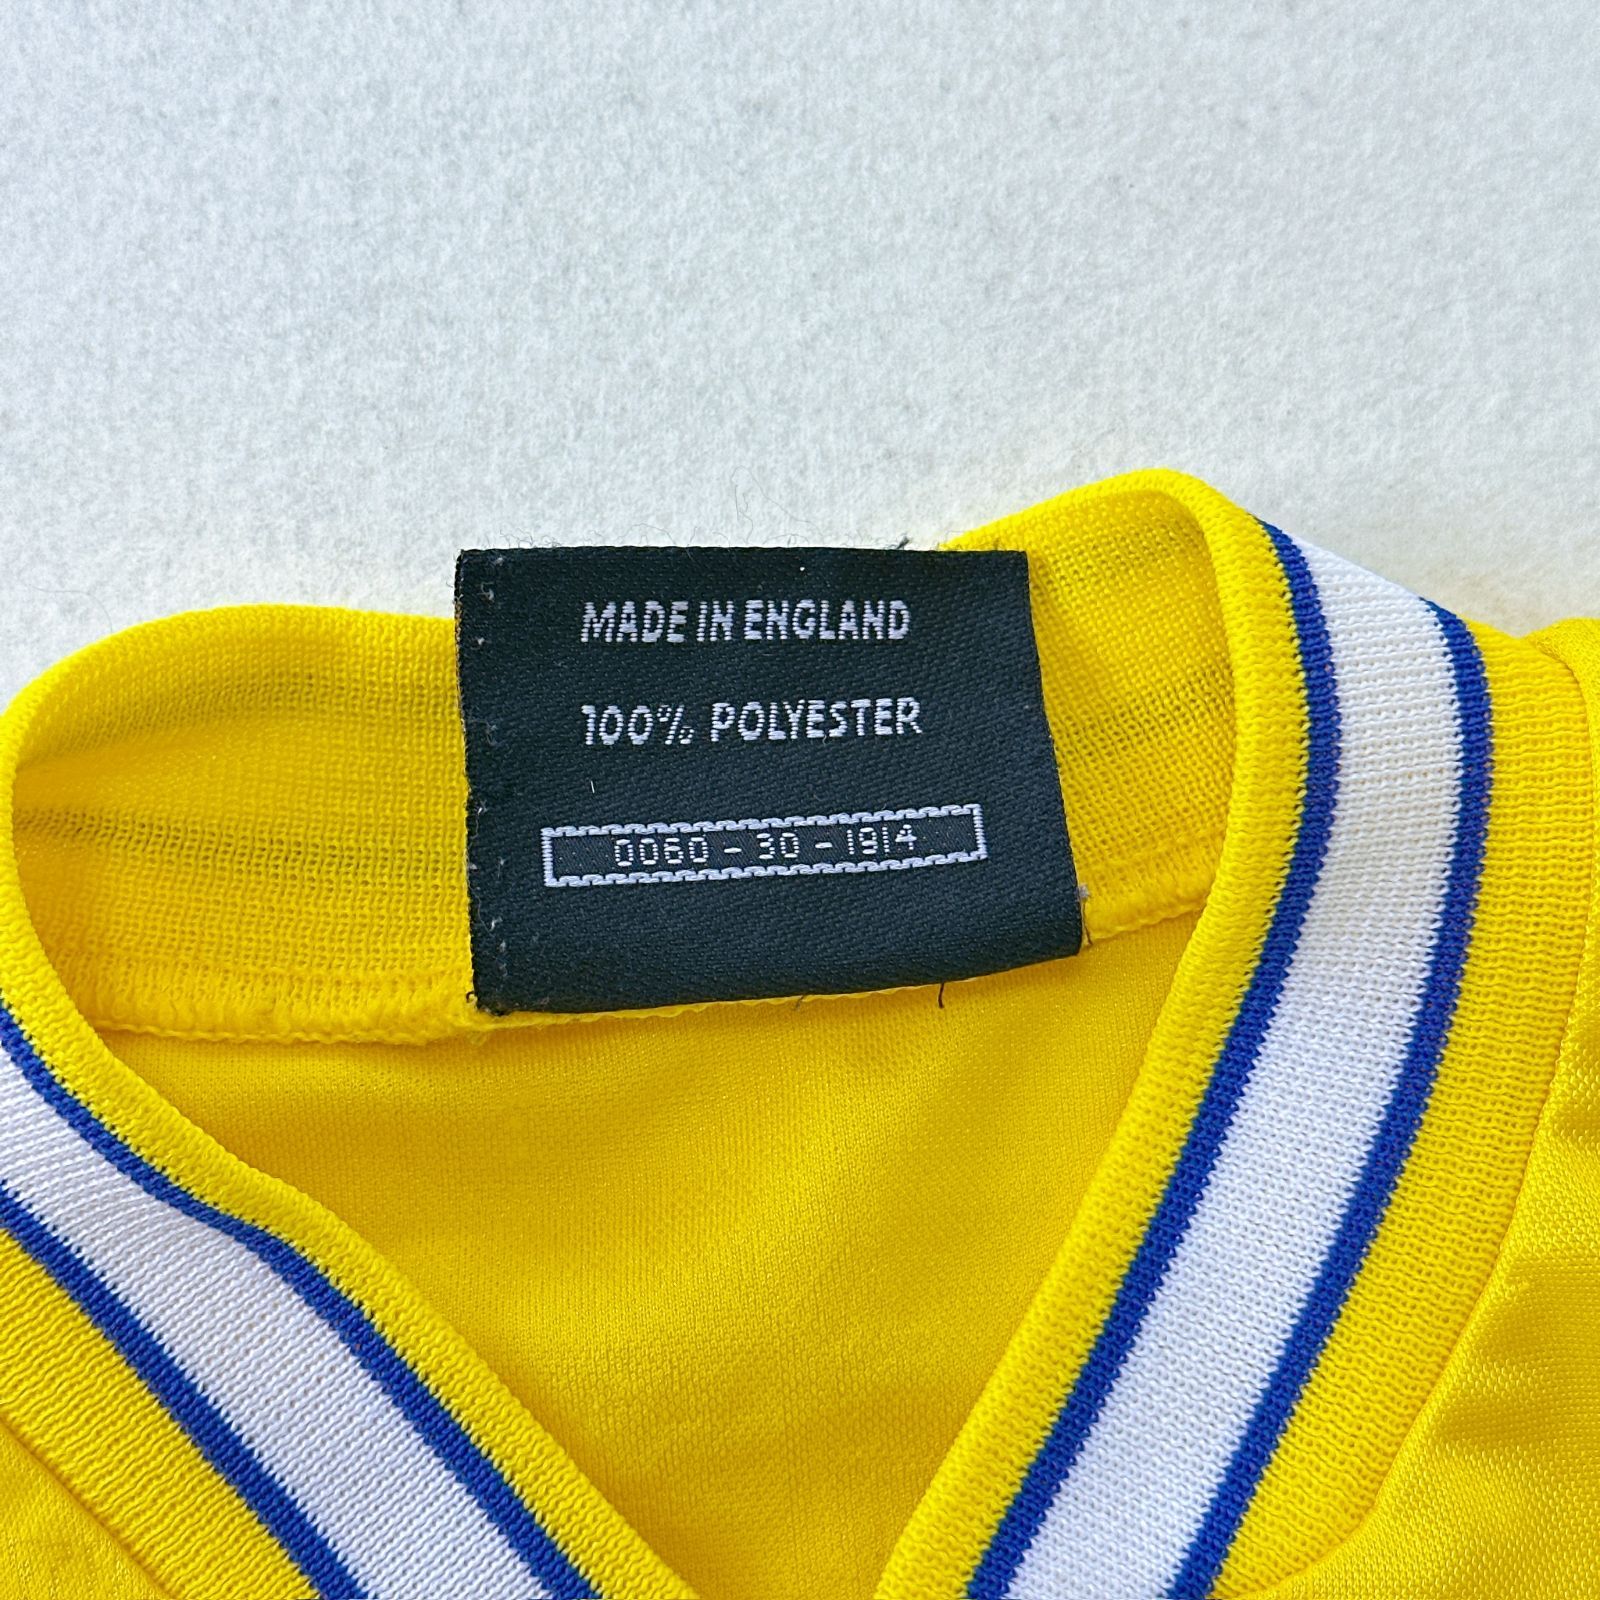 MADE IN ENGLAND
100% POLYESTER
0060 - 30 - 1914